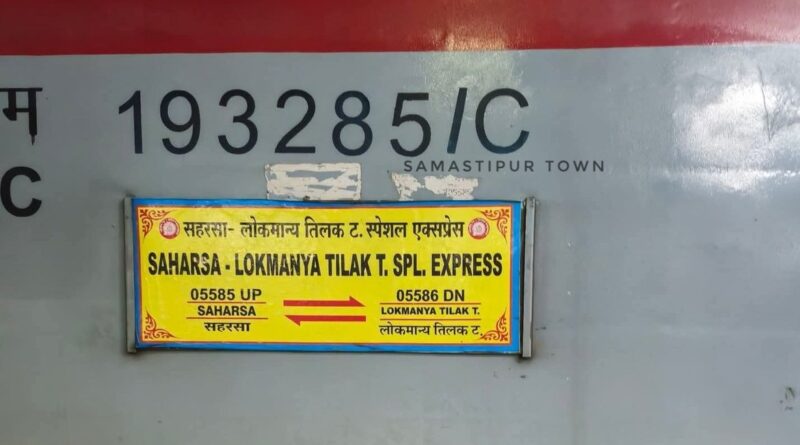 म
193285/C
C
SAMASTIPUR TOWN
सहरसा- लोकमान्य तिलक ट. स्पेशल एक्सप्रेस
SAHARSA - LOKMANYA TILAK T. SPL. EXPRESS
05585 UP
SAHARSA
सहरसा
05586 DN
LOKMANYA TILAK T.
लोकमान्य तिलक ट.